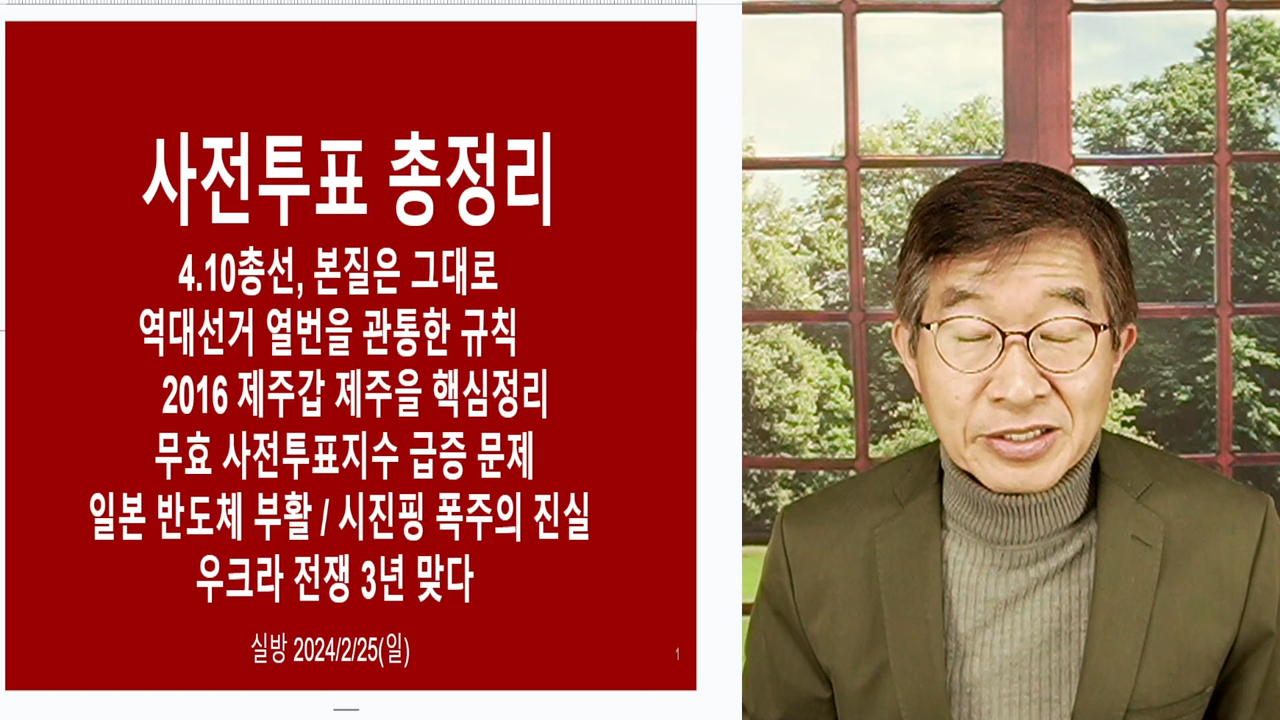 사전투표 총정리
4.10총선, 본질은 그대로
역대선거 열번을 관통한 규칙
2016 제주갑 제주을 핵심정리
무효 사전투표지수 급증 문제
일본 반도체 부활 / 시진핑 폭주의 진실
우크라 전쟁 3년 맞다
실방 2024/2/25(일)
1